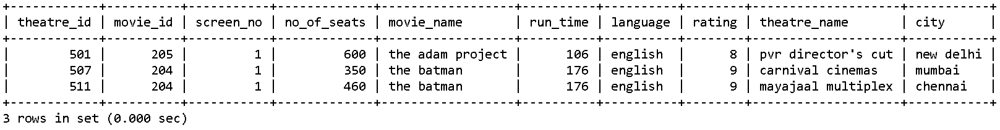 +------------+----------+-----------+-------------+------------------+----------+----------+--------+--------------------+-----------+
| theatre_id | movie_id | screen_no | no_of_seats | movie_name       | run_time | language | rating | theatre_name       | city      |
+------------+----------+-----------+-------------+------------------+----------+----------+--------+--------------------+-----------+
|        501 |      205 |         1 |         600 | the adam project |      106 | english  |      8 | pvr director's cut | new delhi |
|        507 |      204 |         1 |         350 | the batman       |      176 | english  |      9 | carnival cinemas   | mumbai    |
|        511 |      204 |         1 |         460 | the batman       |      176 | english  |      9 | mayajaal multiplex | chennai   |
+------------+----------+-----------+-------------+------------------+----------+----------+--------+--------------------+-----------+
3 rows in set (0.000 sec)